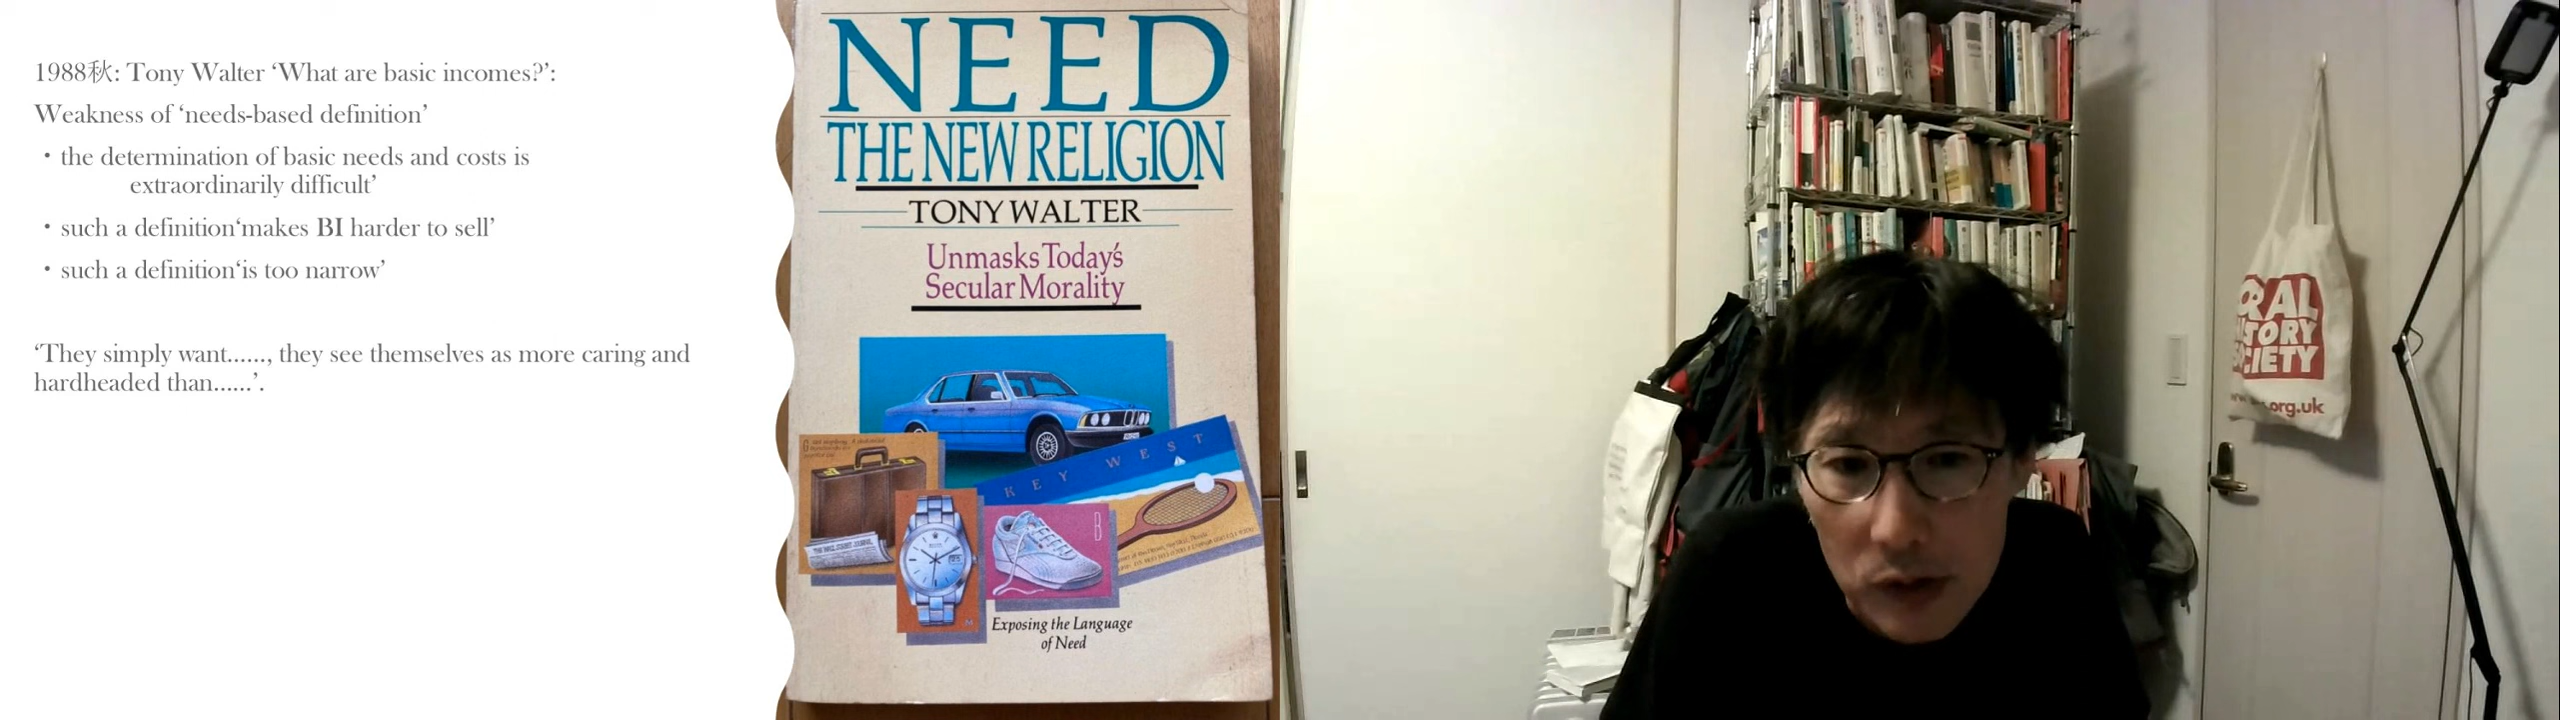 1988秋: Tony Walter ‘What are basic incomes?’:
Weakness of ‘needs-based definition’
・the determination of basic needs and costs is
extraordinarily difficult’
・such a definition‘makes BI harder to sell’
・such a definition‘is too narrow’
‘They simply want......, they see themselves as more caring and
hardheaded than......’.
NEED
THE NEW RELIGION
TONY WALTER
Unmasks Today's
Secular Morality
KEY WEST
B
M
Exposing the Language
of Need
ORAL
STORY
CIETY
.org.uk